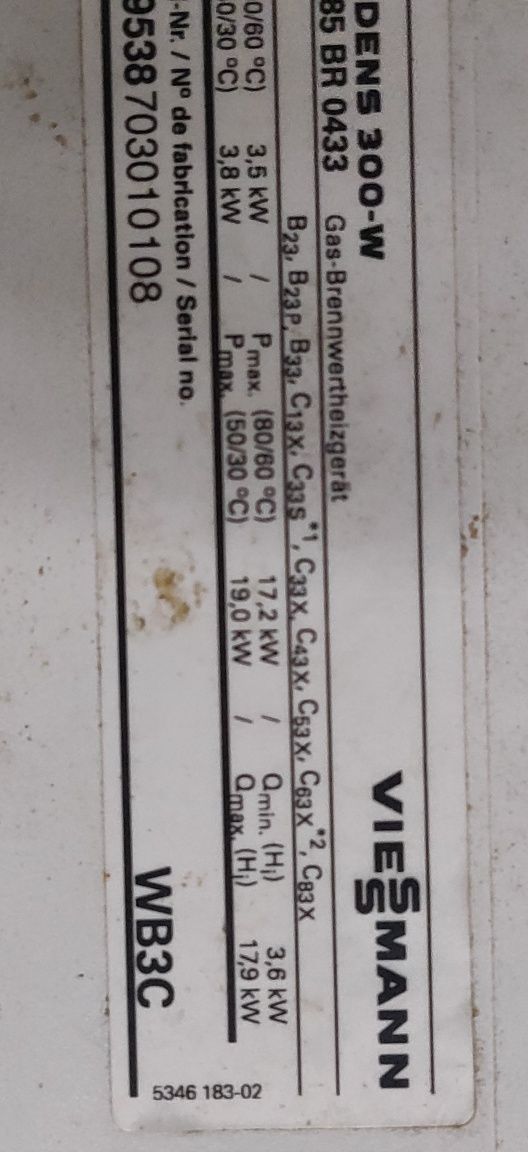 DENS 300-W VIESSMANN
85 BR 0433 Gas-Brennwertheizgerät
B23, B23P, B33, C13X, C33S *1, C33X, C43X, C53X, C63X *2, C83X
0/60 °C) 3,5 kW / Pmax. (80/60 °C) 17,2 kW / Qmin. (Hi) 3,6 kW
0/30 °C) 3,8 kW / Pmax. (50/30 °C) 19,0 kW / Qmax. (Hi) 17,9 kW
-Nr. / Nº de fabrication / Serial no.
9538703010108 WB3C
5346 183-02